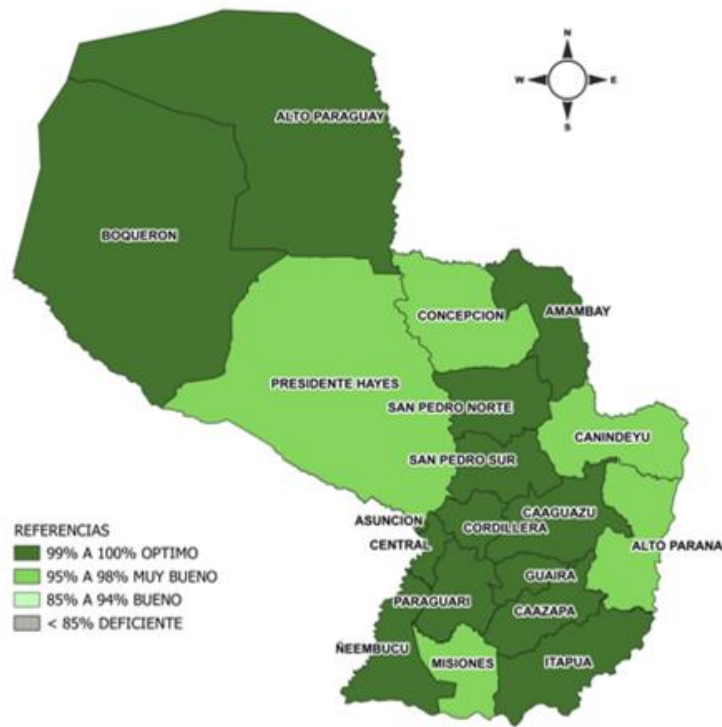 N
W E
S
ALTO PARAGUAY
BOQUERON
CONCEPCION
AMAMBAY
PRESIDENTE HAYES
SAN PEDRO NORTE
CANINDEYU
SAN PEDRO SUR
CAAGUAZU
ASUNCION
CORDILLERA
CENTRAL
ALTO PARANA
GUAIRA
PARAGUARI
CAAZAPA
ÑEEMBUCU
MISIONES
ITAPUA
REFERENCIAS
99% A 100% OPTIMO
95% A 98% MUY BUENO
85% A 94% BUENO
< 85% DEFICIENTE